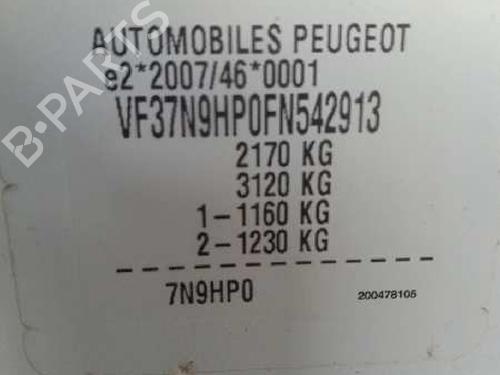 AUTOMOBILES PEUGEOT
e2*2007/46*0001
VF37N9HP0FN542913
2170 KG
3120 KG
1-1160 KG
2-1230 KG
7N9HP0
200478105